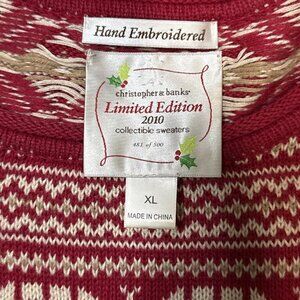 Hand Embroidered
christopher & banks
Limited Edition
2010
collectible sweaters
481 of 500
XL
MADE IN CHINA